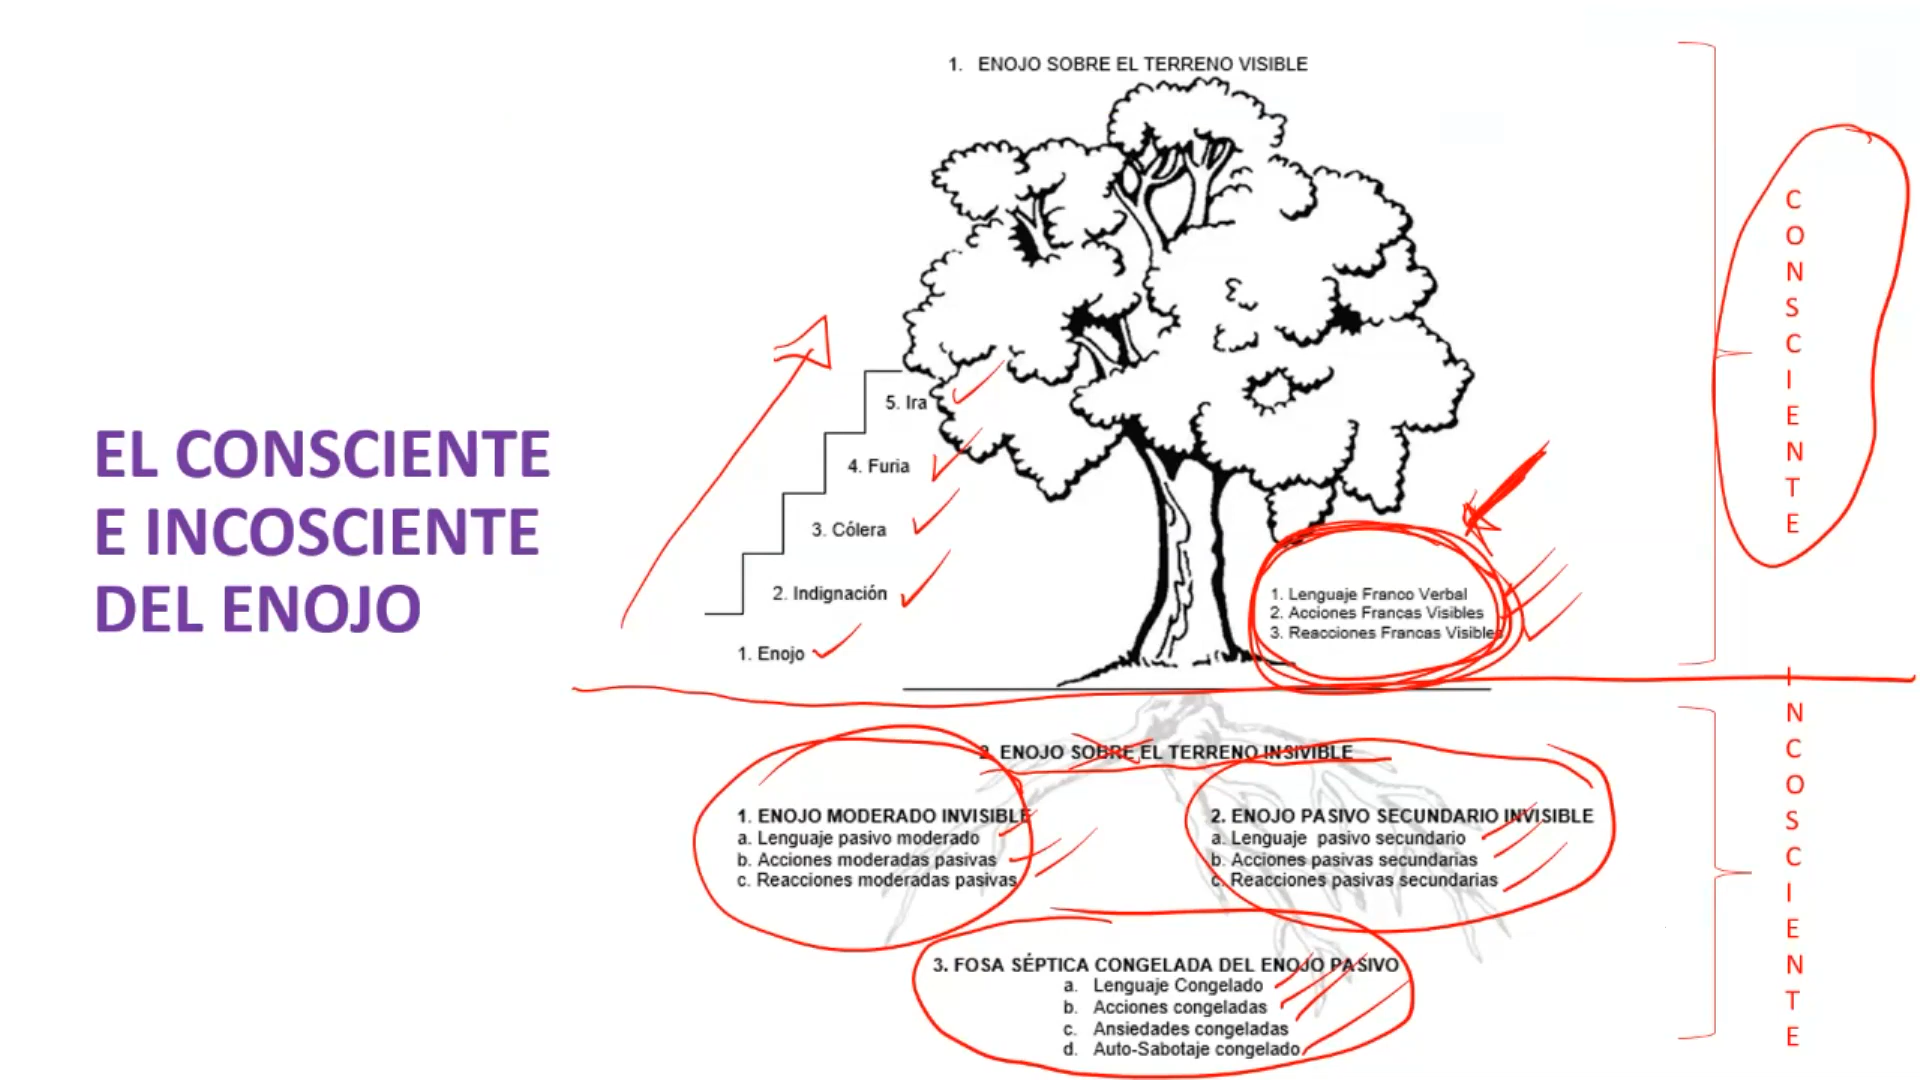 EL CONSCIENTE
E INCOSCIENTE
DEL ENOJO
1. ENOJO SOBRE EL TERRENO VISIBLE
5. Ira
4. Furia
3. Cólera
2. Indignación
1. Enojo
1. Lenguaje Franco Verbal
2. Acciones Francas Visibles
3. Reacciones Francas Visibles
CONSCIENTE
2. ENOJO SOBRE EL TERRENO INSIVIBLE
1. ENOJO MODERADO INVISIBLE
a. Lenguaje pasivo moderado
b. Acciones moderadas pasivas
c. Reacciones moderadas pasivas
2. ENOJO PASIVO SECUNDARIO INVISIBLE
a. Lenguaje pasivo secundario
b. Acciones pasivas secundarias
c. Reacciones pasivas secundarias
3. FOSA SÉPTICA CONGELADA DEL ENOJO PASIVO
a. Lenguaje Congelado
b. Acciones congeladas
c. Ansiedades congeladas
d. Auto-Sabotaje congelado
INCOSCIENTE